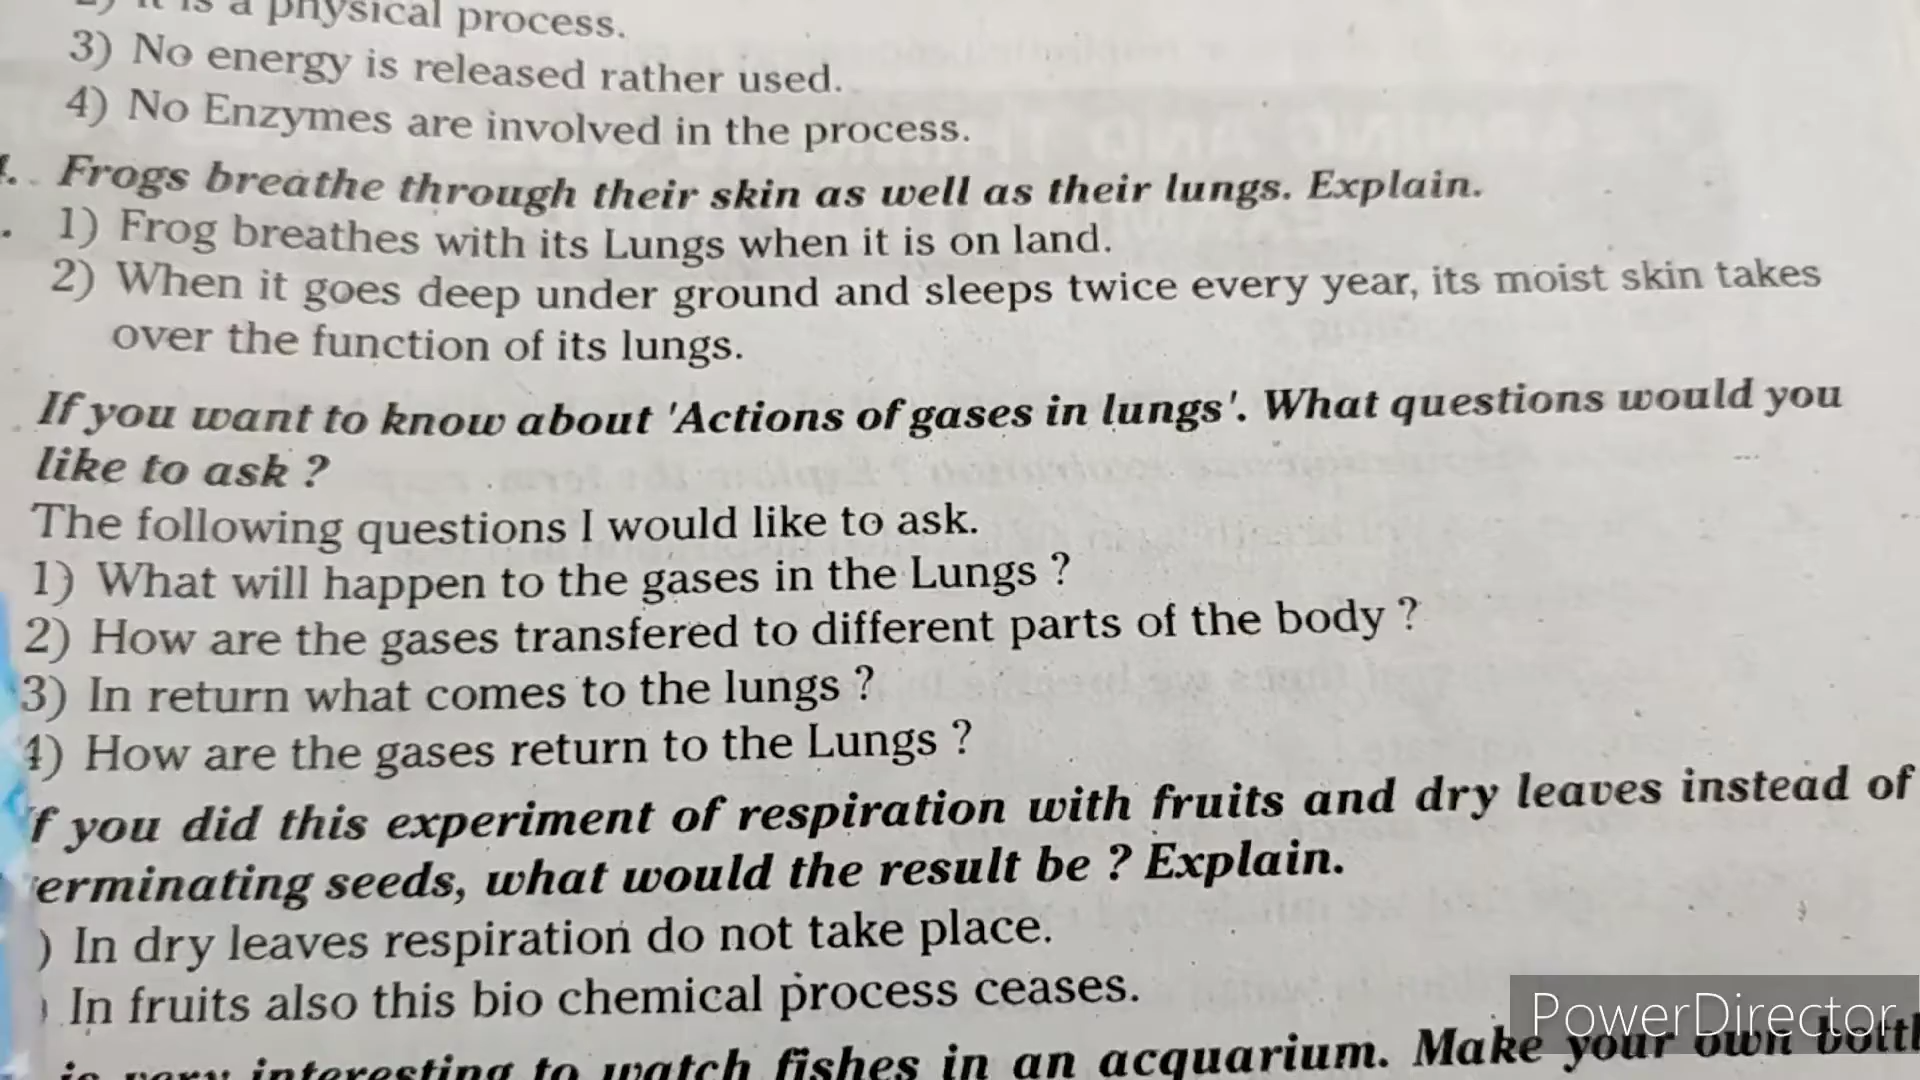 2) It is a physical process.
3) No energy is released rather used.
4) No Enzymes are involved in the process.
4. Frogs breathe through their skin as well as their lungs. Explain.
. 1) Frog breathes with its Lungs when it is on land.
2) When it goes deep under ground and sleeps twice every year, its moist skin takes
over the function of its lungs.
If you want to know about 'Actions of gases in lungs'. What questions would you
like to ask ?
The following questions I would like to ask.
1) What will happen to the gases in the Lungs ?
2) How are the gases transfered to different parts of the body ?
3) In return what comes to the lungs ?
4) How are the gases return to the Lungs ?
If you did this experiment of respiration with fruits and dry leaves instead of
erminating seeds, what would the result be ? Explain.
) In dry leaves respiration do not take place.
) In fruits also this bio chemical process ceases.
PowerDirector
is very interesting to watch fishes in an acquarium. Make your own bottl